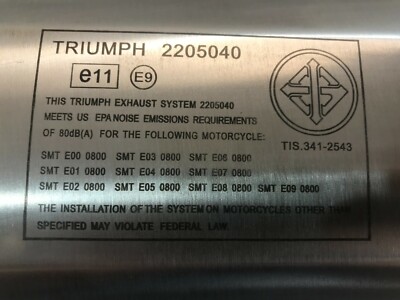 TRIUMPH 2205040
e11 E9
THIS TRIUMPH EXHAUST SYSTEM 2205040
MEETS US EPA NOISE EMISSIONS REQUIREMENTS
OF 80dB(A) FOR THE FOLLOWING MOTORCYCLE:
TIS.341-2543
SMT E00 0800 SMT E03 0800 SMT E06 0800
SMT E01 0800 SMT E04 0800 SMT E07 0800
SMT E02 0800 SMT E05 0800 SMT E08 0800 SMT E09 0800
THE INSTALLATION OF THE SYSTEM ON MOTORCYCLES OTHER THAN
SPECIFIED MAY VIOLATE FEDERAL LAW.